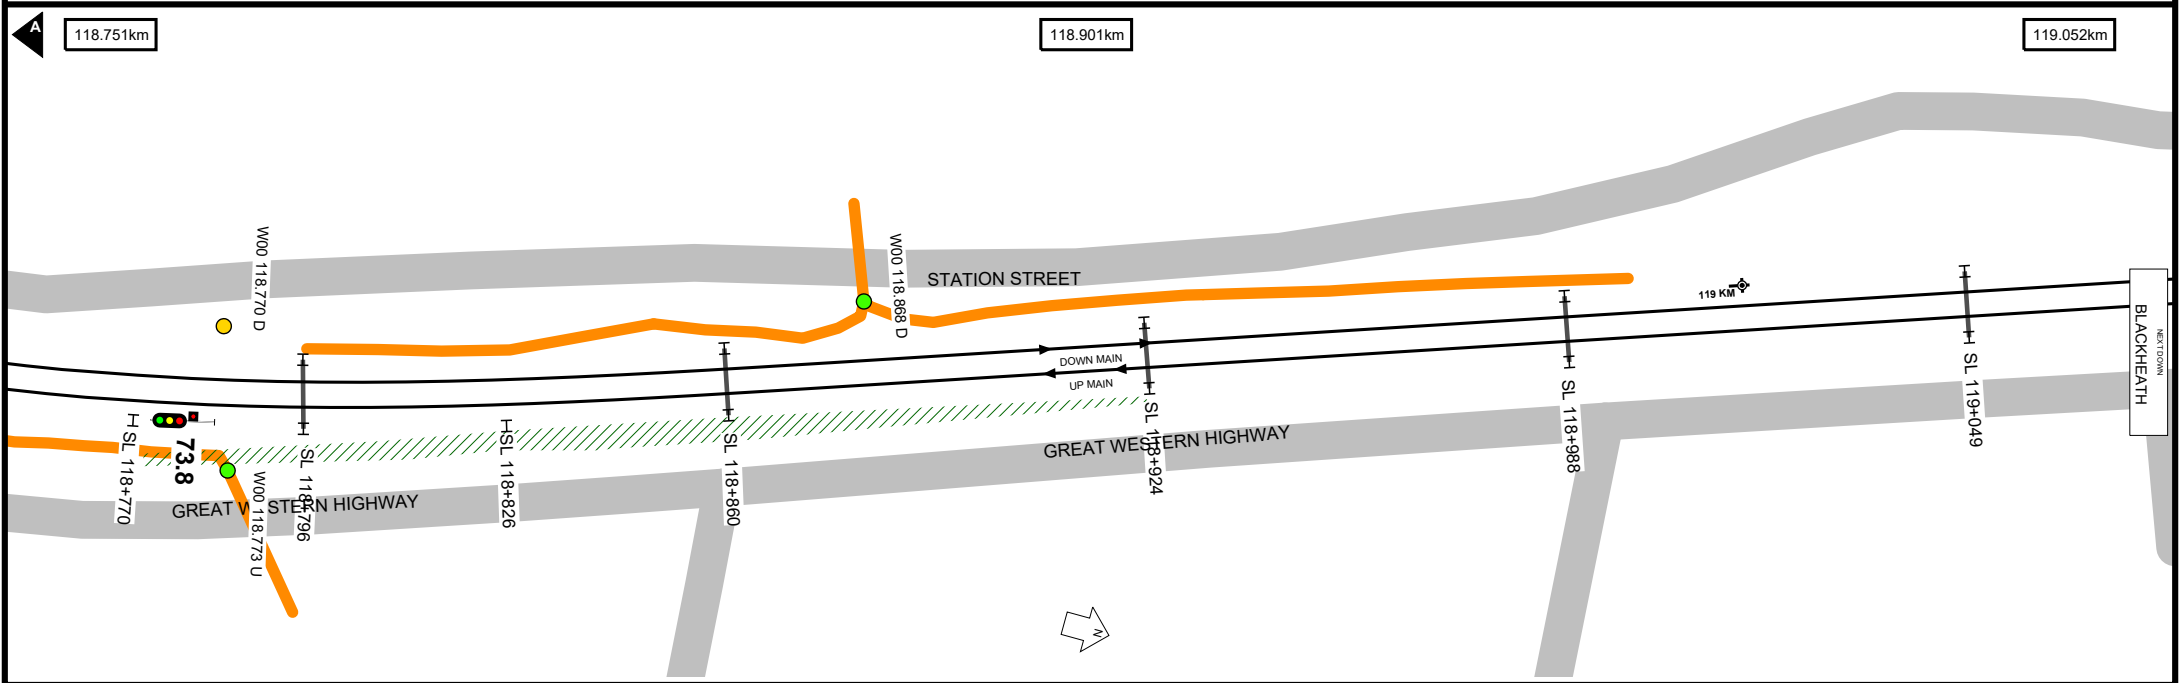 A
118.751km
118.901km
119.052km
W00 118.770 D
W00 118.868 D
STATION STREET
119 KM
DOWN MAIN
UP MAIN
NEXT DOWN
BLACKHEATH
73.8
SL 118+770
W00 118.773 U
SL 118+796
SL 118+826
SL 118+860
SL 118+924
SL 118+988
SL 119+049
GREAT WESTERN HIGHWAY
GREAT WESTERN HIGHWAY
N